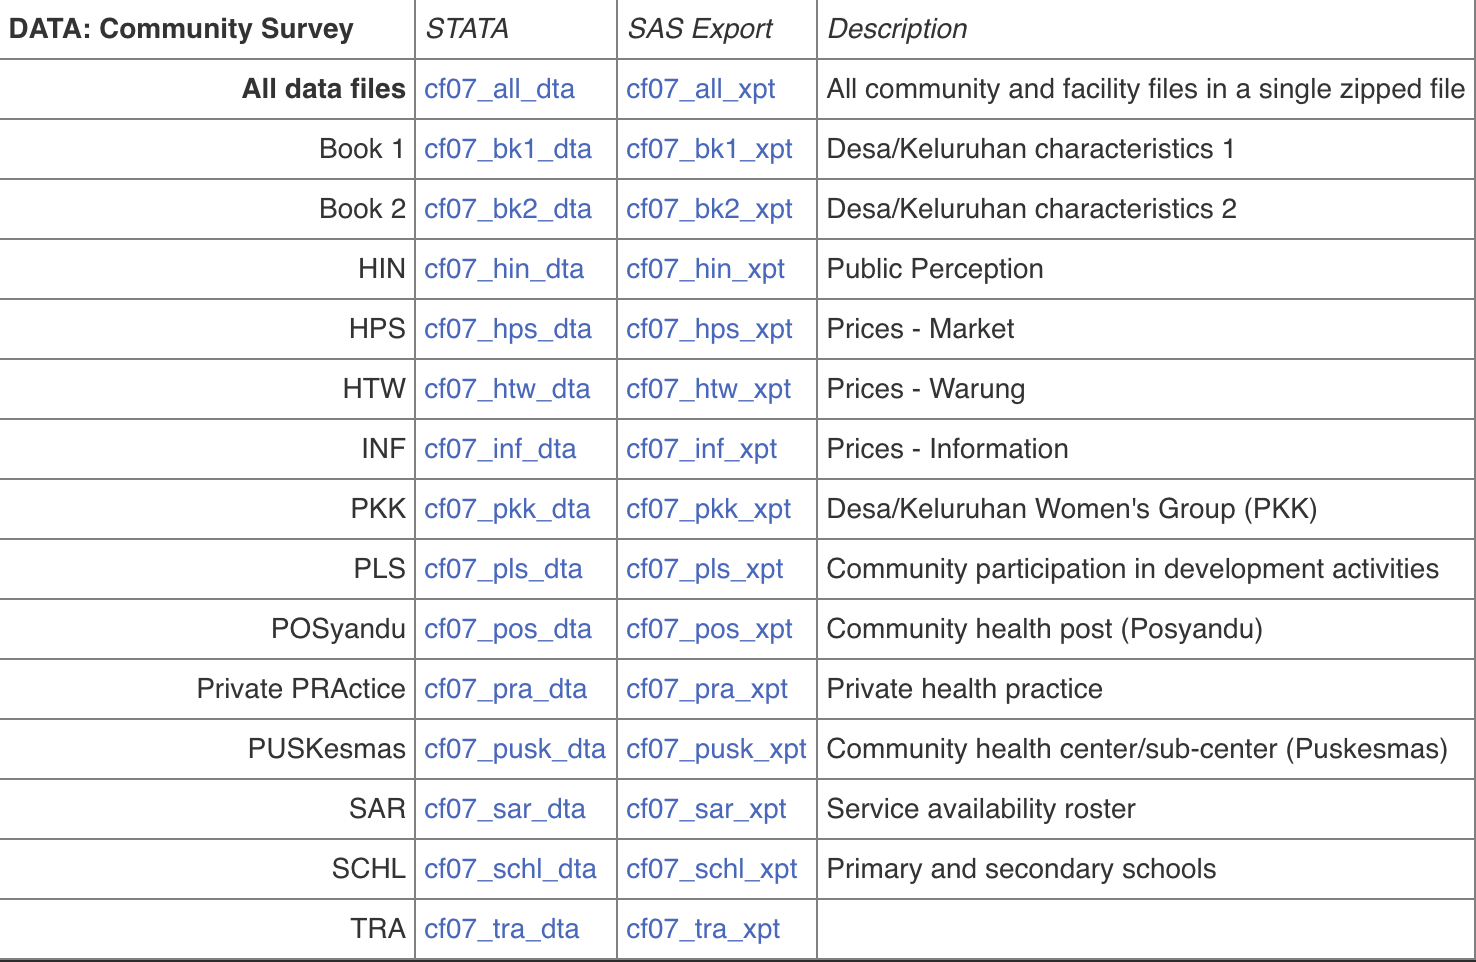 DATA: Community Survey STATA SAS Export Description
All data files cf07_all_dta cf07_all_xpt All community and facility files in a single zipped file
Book 1 cf07_bk1_dta cf07_bk1_xpt Desa/Keluruhan characteristics 1
Book 2 cf07_bk2_dta cf07_bk2_xpt Desa/Keluruhan characteristics 2
HIN cf07_hin_dta cf07_hin_xpt Public Perception
HPS cf07_hps_dta cf07_hps_xpt Prices - Market
HTW cf07_htw_dta cf07_htw_xpt Prices - Warung
INF cf07_inf_dta cf07_inf_xpt Prices - Information
PKK cf07_pkk_dta cf07_pkk_xpt Desa/Keluruhan Women's Group (PKK)
PLS cf07_pls_dta cf07_pls_xpt Community participation in development activities
POSyandu cf07_pos_dta cf07_pos_xpt Community health post (Posyandu)
Private PRActice cf07_pra_dta cf07_pra_xpt Private health practice
PUSKesmas cf07_pusk_dta cf07_pusk_xpt Community health center/sub-center (Puskesmas)
SAR cf07_sar_dta cf07_sar_xpt Service availability roster
SCHL cf07_schl_dta cf07_schl_xpt Primary and secondary schools
TRA cf07_tra_dta cf07_tra_xpt